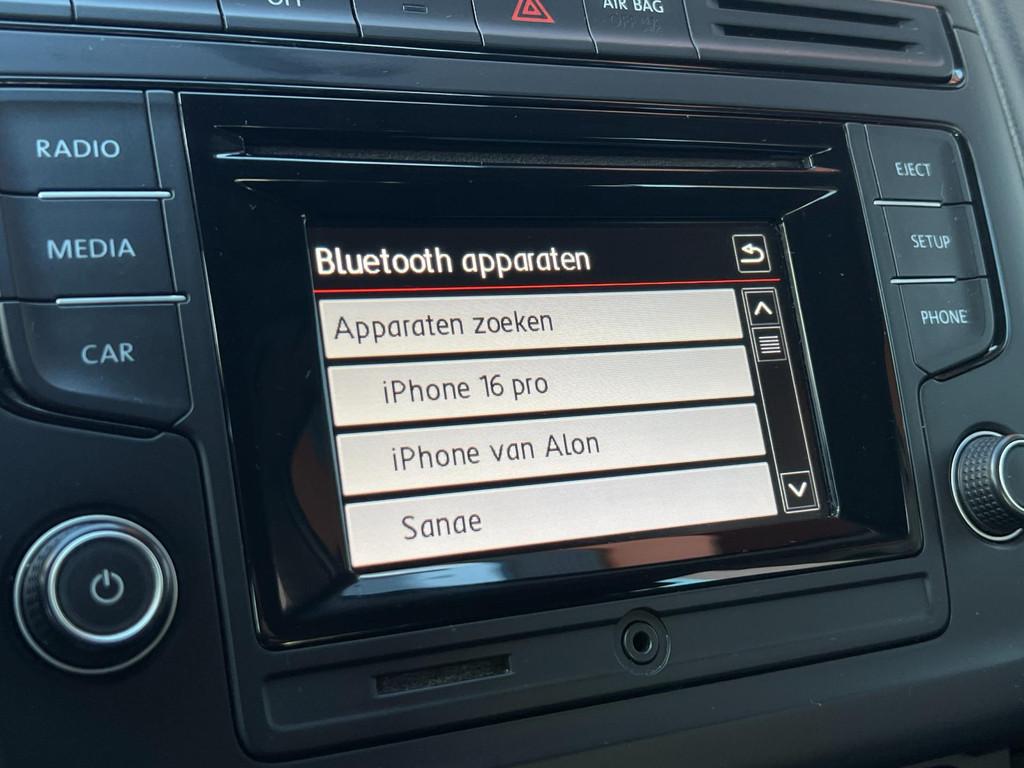 OFF
AIR BAG
RADIO
MEDIA
CAR
Bluetooth apparaten
Apparaten zoeken
iPhone 16 pro
iPhone van Alon
Sanae
EJECT
SETUP
PHONE